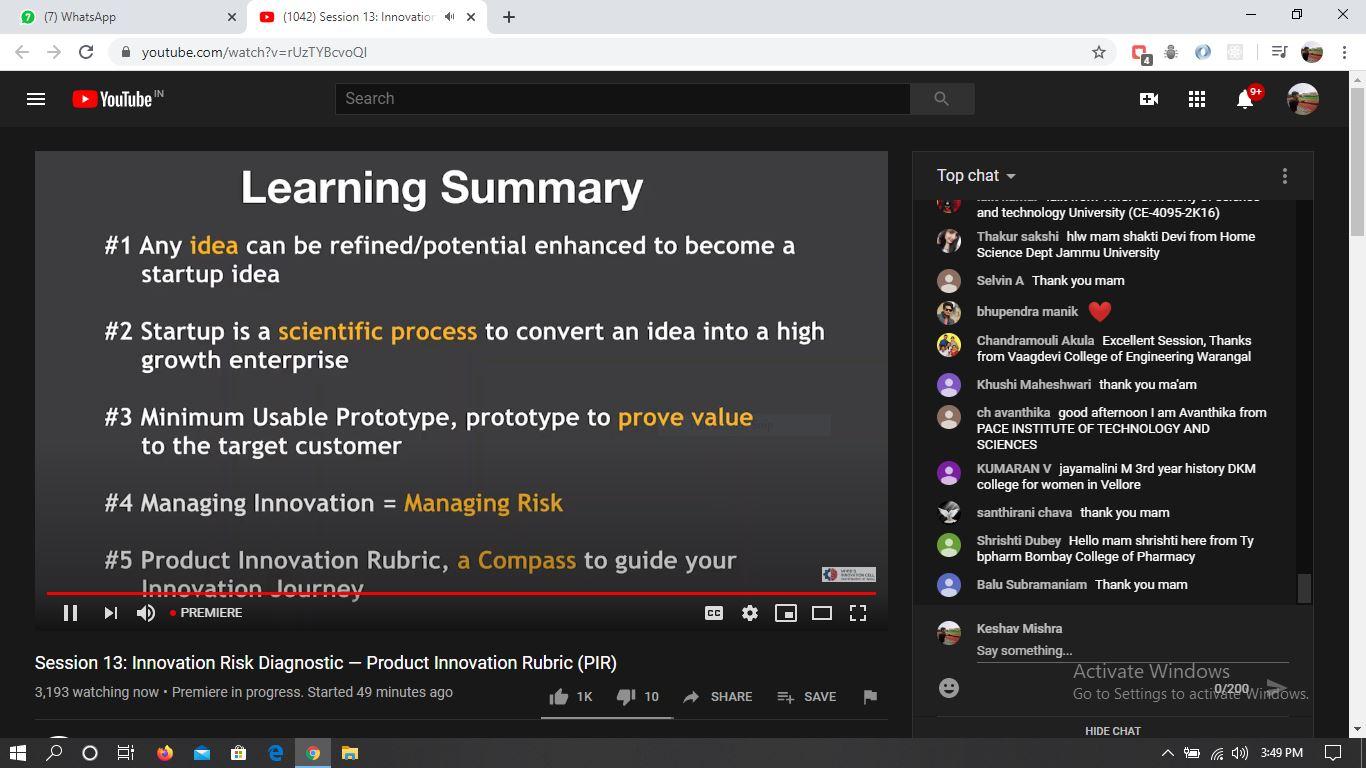 (7) WhatsApp
(1042) Session 13: Innovation
youtube.com/watch?v=rUzTYBcvoQI
4
YouTube IN
Search
9+
Learning Summary
#1 Any idea can be refined/potential enhanced to become a
startup idea
#2 Startup is a scientific process to convert an idea into a high
growth enterprise
#3 Minimum Usable Prototype, prototype to prove value
to the target customer
#4 Managing Innovation = Managing Risk
#5 Product Innovation Rubric, a Compass to guide your
Innovation Journey
PREMIERE
CC
Session 13: Innovation Risk Diagnostic — Product Innovation Rubric (PIR)
3,193 watching now • Premiere in progress. Started 49 minutes ago
1K
10
SHARE
SAVE
Top chat
and technology University (CE-4095-2K16)
Thakur sakshi hlw mam shakti Devi from Home
Science Dept Jammu University
Selvin A Thank you mam
bhupendra manik ❤️
Chandramouli Akula Excellent Session, Thanks
from Vaagdevi College of Engineering Warangal
Khushi Maheshwari thank you ma'am
ch avanthika good afternoon I am Avanthika from
PACE INSTITUTE OF TECHNOLOGY AND
SCIENCES
KUMARAN V jayamalini M 3rd year history DKM
college for women in Vellore
santhirani chava thank you mam
Shrishti Dubey Hello mam shrishti here from Ty
bpharm Bombay College of Pharmacy
Balu Subramaniam Thank you mam
Keshav Mishra
Say something...
0/200
Activate Windows
Go to Settings to activate Windows.
HIDE CHAT
3:49 PM